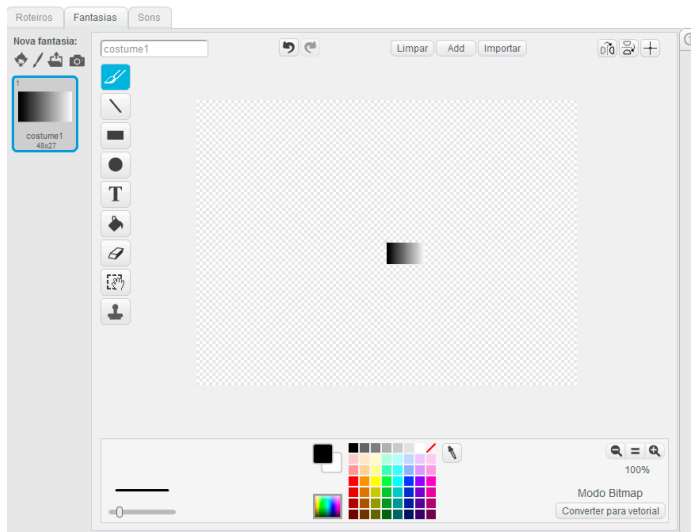 Roteiros Fantasias Sons
Nova fantasia:
costume1
Limpar Add Importar
1
costume1
48x27
T
100%
Modo Bitmap
Converter para vetorial